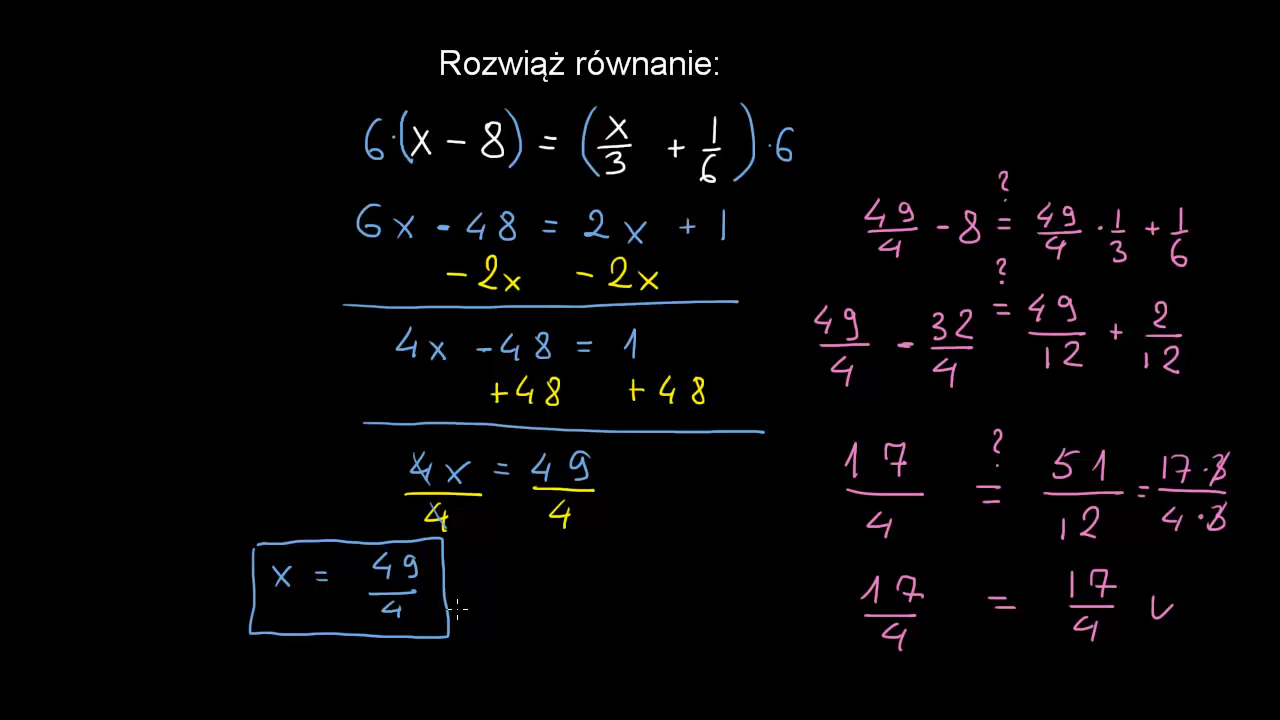 Rozwiąż równanie:
6·(x − 8) = (x/3 + 1/6)·6
6x − 48 = 2x + 1
− 2x − 2x
4x − 48 = 1
+48 + 48
4x/4 = 49/4
x = 49/4
49/4 − 8 ≟ 49/4 · 1/3 + 1/6
49/4 − 32/4 ≟ 49/12 + 2/12
17/4 ≟ 51/12 = 17·3/4·3
17/4 = 17/4 ✓